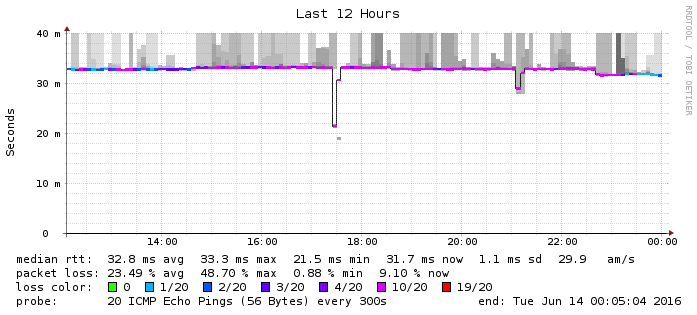 Last 12 Hours
RRDTOOL / TOBI OETIKER
Seconds
40 m
30 m
20 m
10 m
0
14:00 16:00 18:00 20:00 22:00 00:00
median rtt: 32.8 ms avg 33.3 ms max 21.5 ms min 31.7 ms now 1.1 ms sd 29.9 am/s
packet loss: 23.49 % avg 48.70 % max 0.88 % min 9.10 % now
loss color: 0 1/20 2/20 3/20 4/20 10/20 19/20
probe: 20 ICMP Echo Pings (56 Bytes) every 300s end: Tue Jun 14 00:05:04 2016